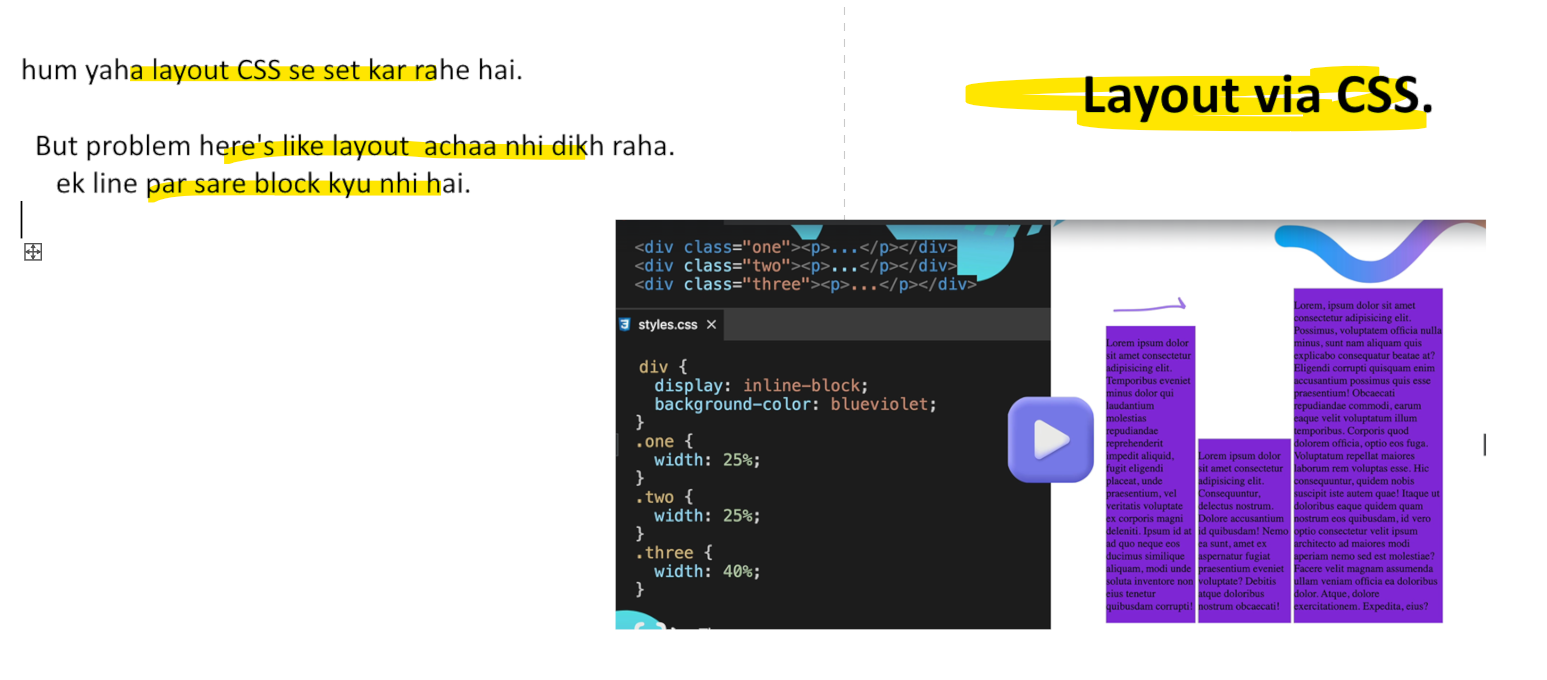 hum yaha layout CSS se set kar rahe hai.
But problem here's like layout achaa nhi dikh raha.
ek line par sare block kyu nhi hai.
Layout via CSS.
<div class="one"><p>...</p></div>
<div class="two"><p>...</p></div>
<div class="three"><p>...</p></div>
styles.css
div {
display: inline-block;
background-color: blueviolet;
}
.one {
width: 25%;
}
.two {
width: 25%;
}
.three {
width: 40%;
}
Lorem ipsum dolor
sit amet consectetur
adipisicing elit.
Temporibus eveniet
minus dolor qui
laudantium
molestias
repudiandae
reprehenderit
impedit aliquid,
fugit eligendi
placeat, unde
praesentium, vel
veritatis voluptate
ex corporis magni
deleniti. Ipsum id at
ad quo neque eos
ducimus similique
aliquam, modi unde
soluta inventore non
eius tenetur
quibusdam corrupti!
Lorem ipsum dolor
sit amet consectetur
adipisicing elit.
Consequuntur,
delectus nostrum.
Dolore accusantium
id quibusdam! Nemo
ea sunt, amet ex
aspernatur fugiat
praesentium eveniet
voluptate? Debitis
atque doloribus
nostrum obcaecati!
Lorem, ipsum dolor sit amet
consectetur adipisicing elit.
Possimus, voluptatem officia nulla
minus, sunt nam aliquam quis
explicabo consequatur beatae at?
Eligendi corrupti quisquam enim
accusantium possimus quis esse
praesentium! Obcaecati
repudiandae commodi, earum
eaque velit voluptatum illum
temporibus. Corporis quod
dolorem officia, optio eos fuga.
Voluptatum repellat maiores
laborum rem voluptas esse. Hic
consequuntur, quidem nobis
suscipit iste autem quae! Itaque ut
doloribus eaque quidem quam
nostrum eos quibusdam, id vero
optio consectetur velit ipsum
architecto ad maiores modi
aperiam nemo sed est molestiae?
Facere velit magnam assumenda
ullam veniam officia ea doloribus
dolor. Atque, dolore
exercitationem. Expedita, eius?